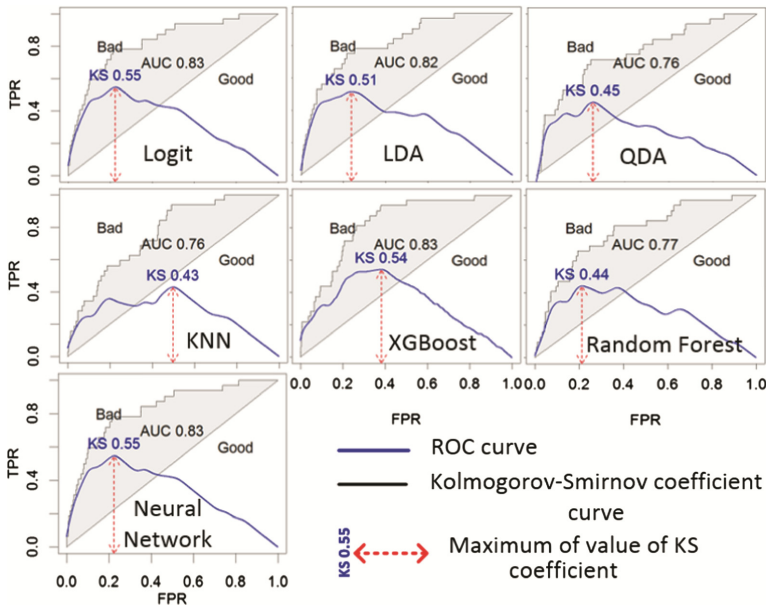 TPR
0.8
0.4
0.0
Bad
KS 0.55
AUC 0.83
Good
Logit
Bad
KS 0.51
AUC 0.82
Good
LDA
Bad
KS 0.45
AUC 0.76
Good
QDA
TPR
0.8
0.4
0.0
Bad
AUC 0.76
KS 0.43
Good
KNN
Bad
AUC 0.83
KS 0.54
Good
XGBoost
0.0 0.2 0.4 0.6 0.8 1.0
FPR
Bad
AUC 0.77
KS 0.44
Good
Random Forest
0.0 0.2 0.4 0.6 0.8 1.0
FPR
TPR
0.8
0.4
0.0
Bad
KS 0.55
AUC 0.83
Good
Neural
Network
0.0 0.2 0.4 0.6 0.8 1.0
FPR
ROC curve
Kolmogorov-Smirnov coefficient
curve
KS 0.55
Maximum of value of KS
coefficient